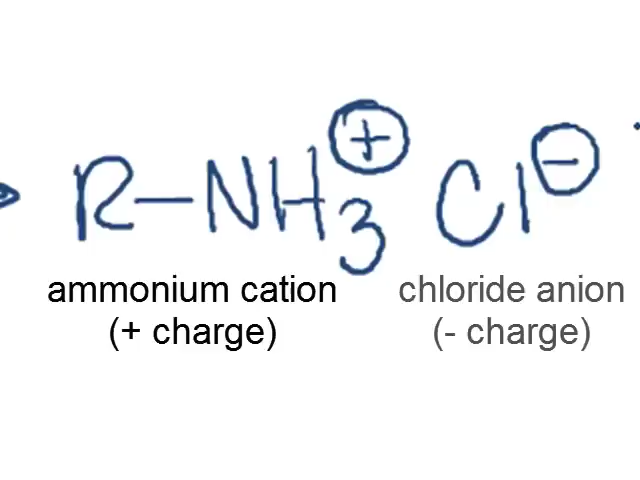 R—NH₃⊕ Cl⊖
ammonium cation chloride anion
(+ charge) (- charge)